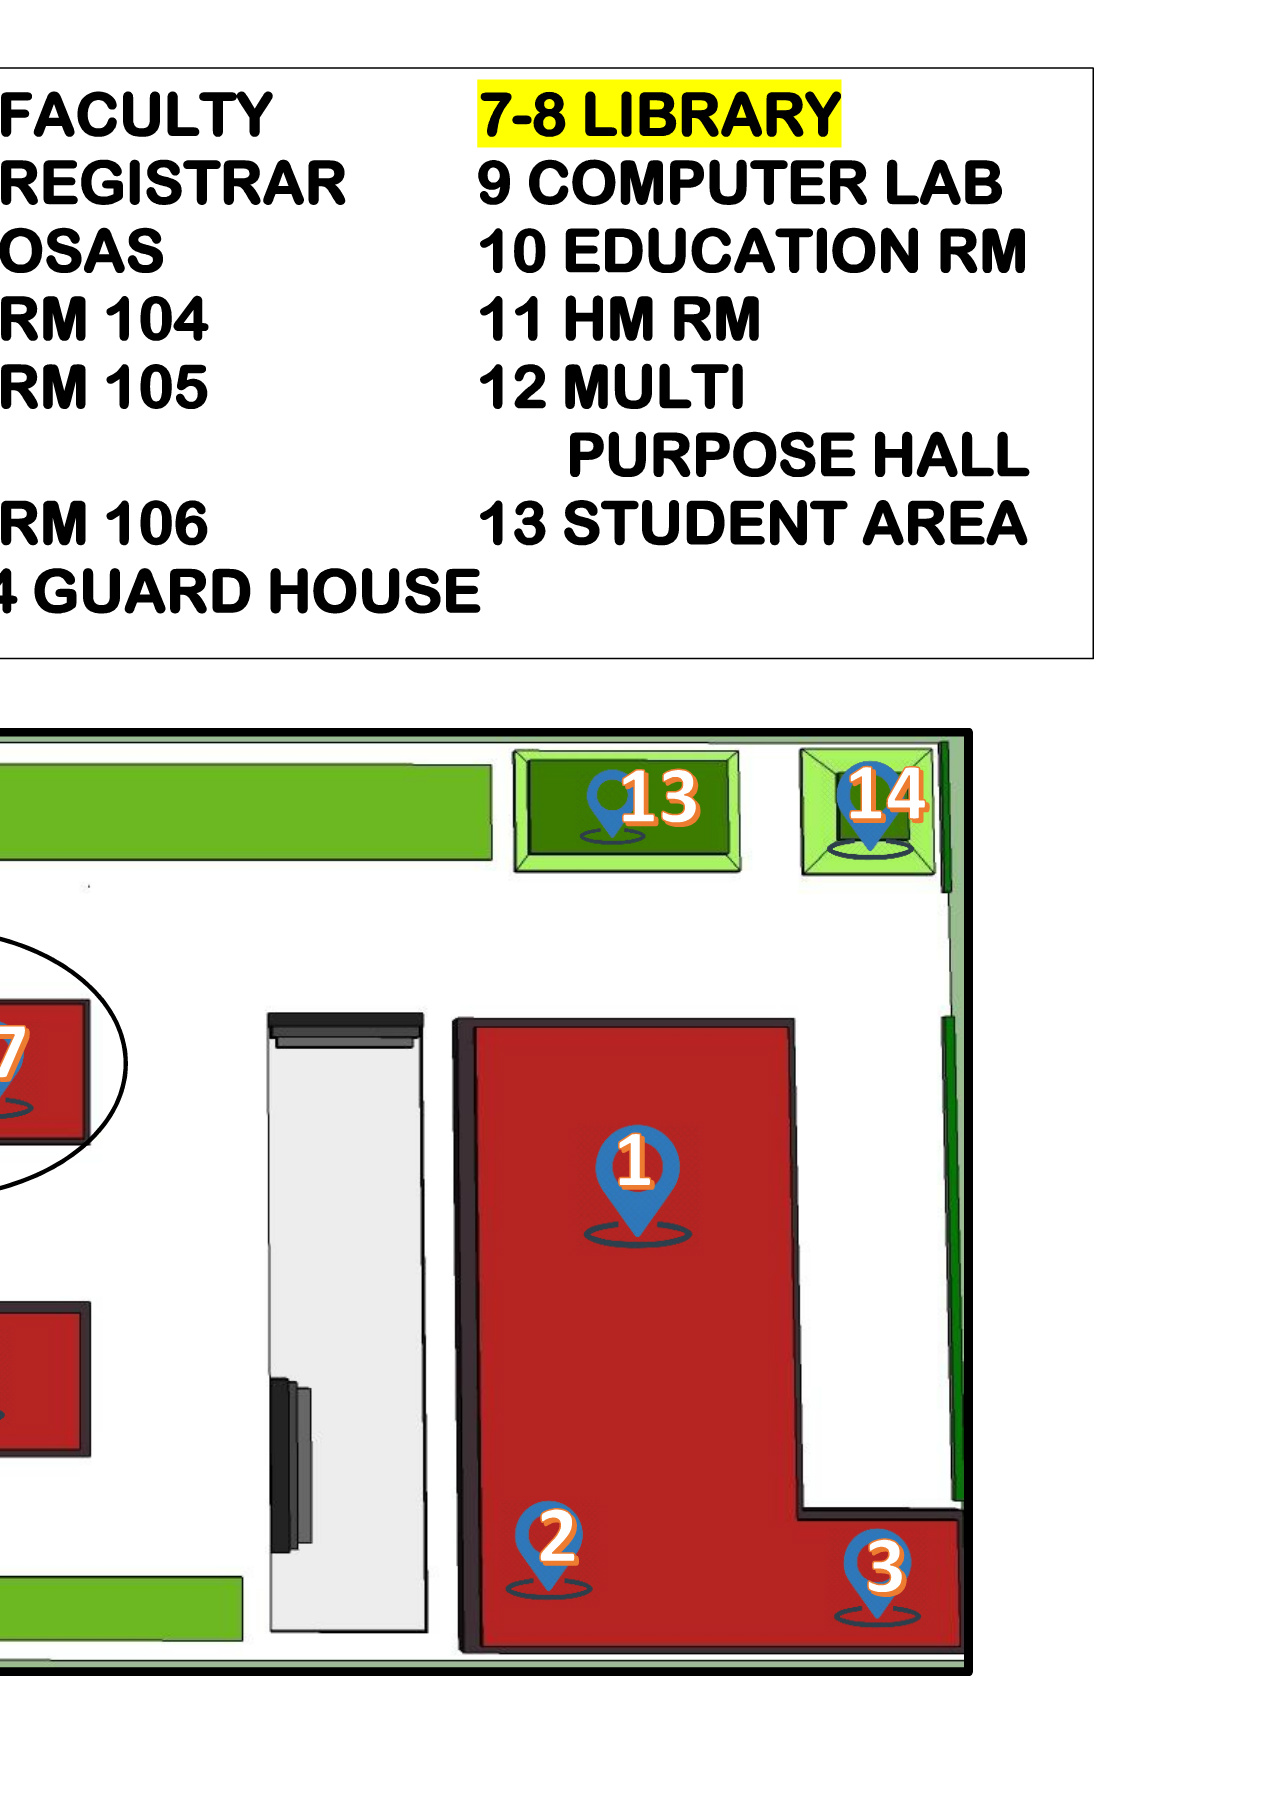 FACULTY 7-8 LIBRARY
REGISTRAR 9 COMPUTER LAB
OSAS 10 EDUCATION RM
RM 104 11 HM RM
RM 105 12 MULTI
PURPOSE HALL
RM 106 13 STUDENT AREA
4 GUARD HOUSE
13 14
7
1
2
3